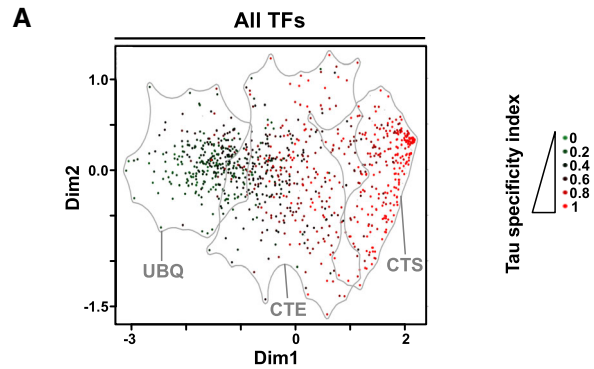 A
All TFs
1.0
0.0
-1.5
Dim2
-3
0
2
Dim1
UBQ
CTE
CTS
Tau specificity index
0
0.2
0.4
0.6
0.8
1